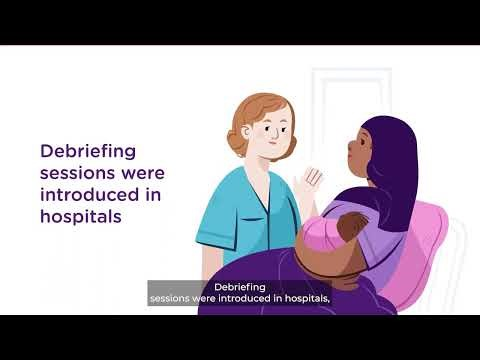 Debriefing
sessions were
introduced in
hospitals
Debriefing
sessions were introduced in hospitals,